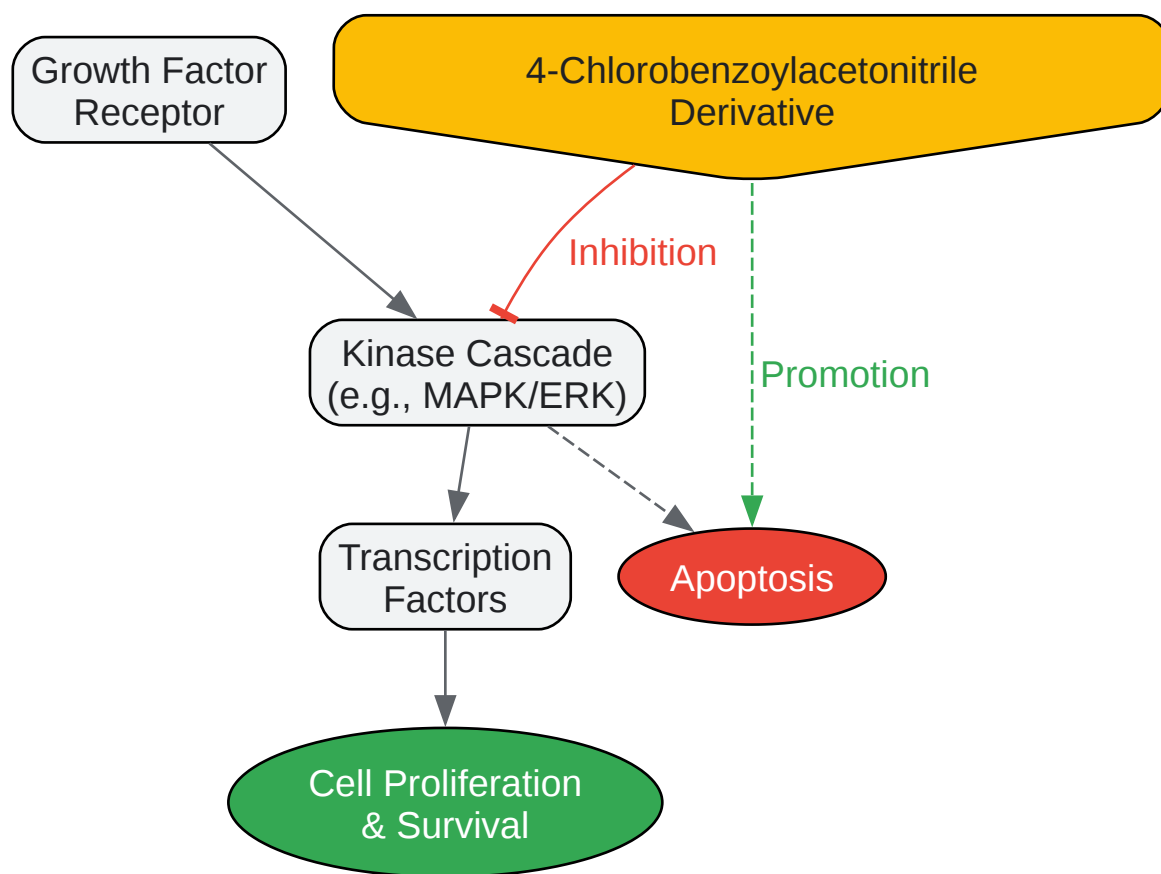 Growth Factor
Receptor
4-Chlorobenzoylacetonitrile
Derivative
Inhibition
Kinase Cascade
(e.g., MAPK/ERK)
Promotion
Transcription
Factors
Apoptosis
Cell Proliferation
& Survival